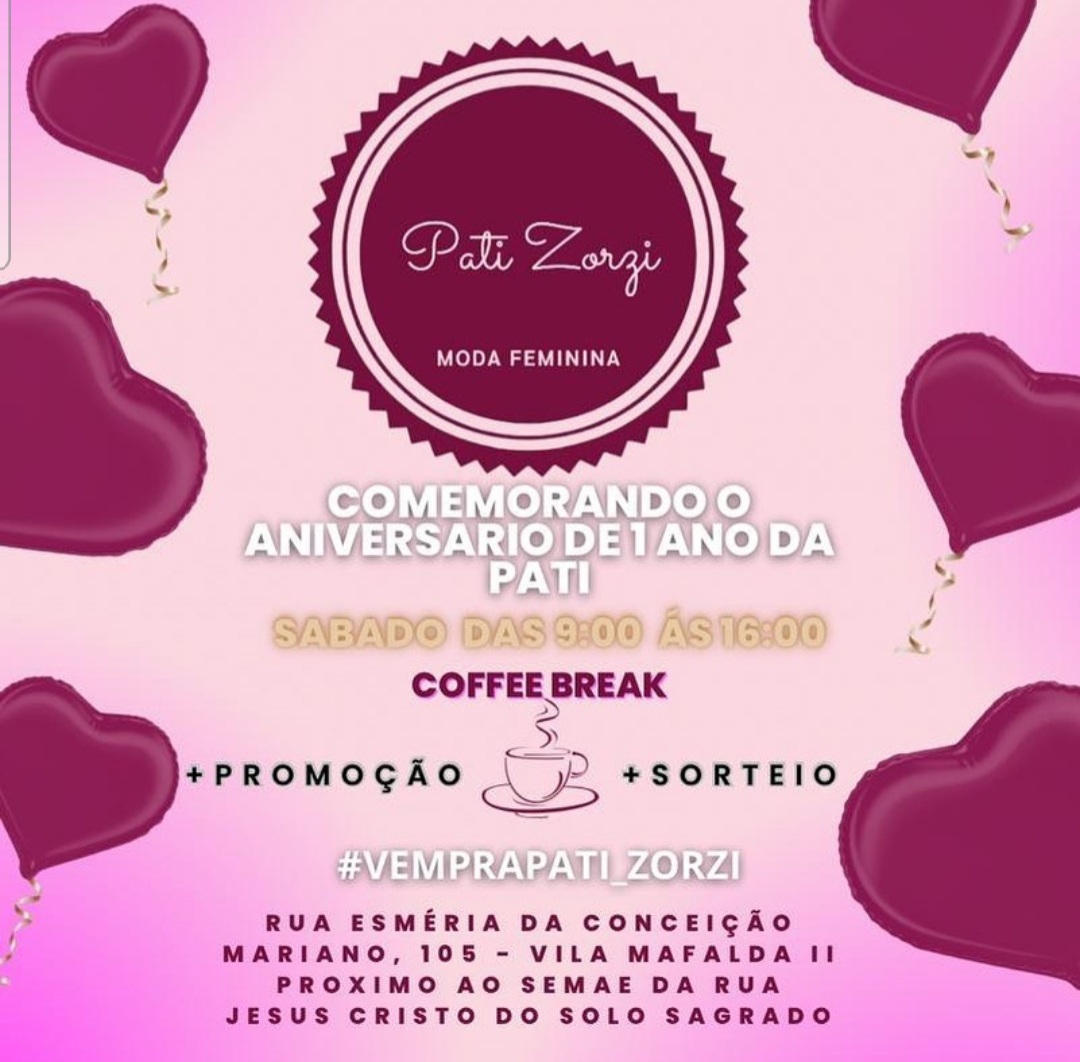 Pati Zorzi
MODA FEMININA
COMEMORANDO O
ANIVERSARIO DE 1 ANO DA
PATI
SABADO DAS 9:00 ÁS 16:00
COFFEE BREAK
+PROMOÇÃO +SORTEIO
#VEMPRAPATI_ZORZI
RUA ESMÉRIA DA CONCEIÇÃO
MARIANO, 105 - VILA MAFALDA II
PROXIMO AO SEMAE DA RUA
JESUS CRISTO DO SOLO SAGRADO